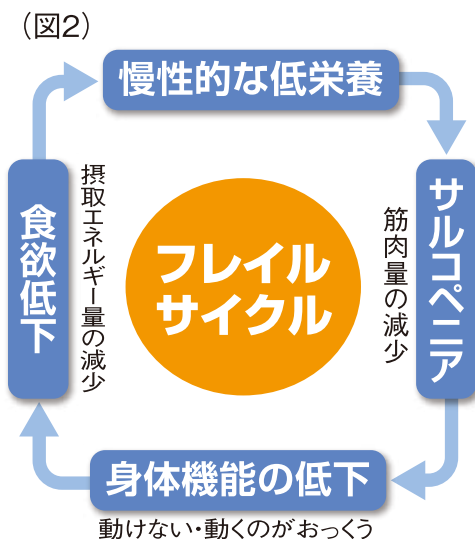 （図2）
慢性的な低栄養
サルコペニア
筋肉量の減少
フレイル
サイクル
身体機能の低下
動けない・動くのがおっくう
食欲低下
摂取エネルギー量の減少